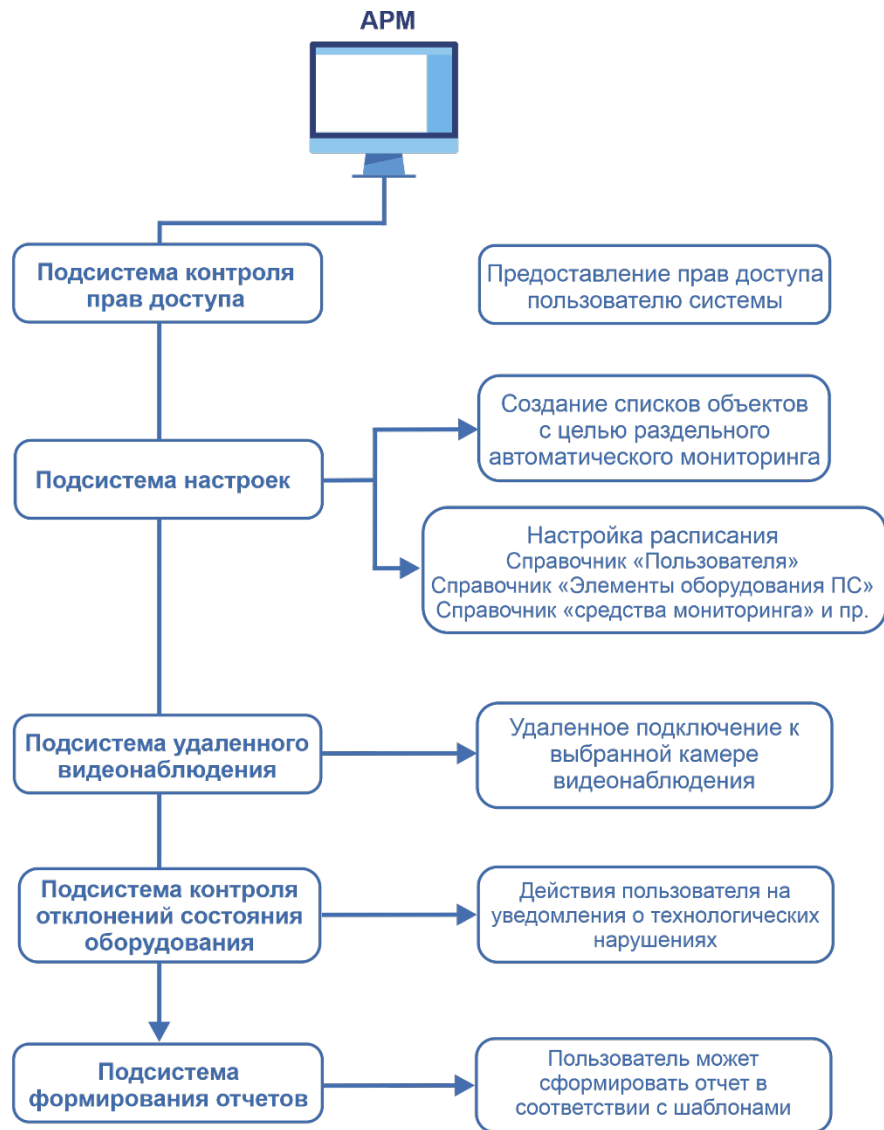 АРМ
Подсистема контроля
прав доступа
Предоставление прав доступа
пользователю системы
Подсистема настроек
Создание списков объектов
с целью раздельного
автоматического мониторинга
Настройка расписания
Справочник «Пользователя»
Справочник «Элементы оборудования ПС»
Справочник «средства мониторинга» и пр.
Подсистема удаленного
видеонаблюдения
Удаленное подключение к
выбранной камере
видеонаблюдения
Подсистема контроля
отклонений состояния
оборудования
Действия пользователя на
уведомления о технологических
нарушениях
Подсистема
формирования отчетов
Пользователь может
сформировать отчет в
соответствии с шаблонами